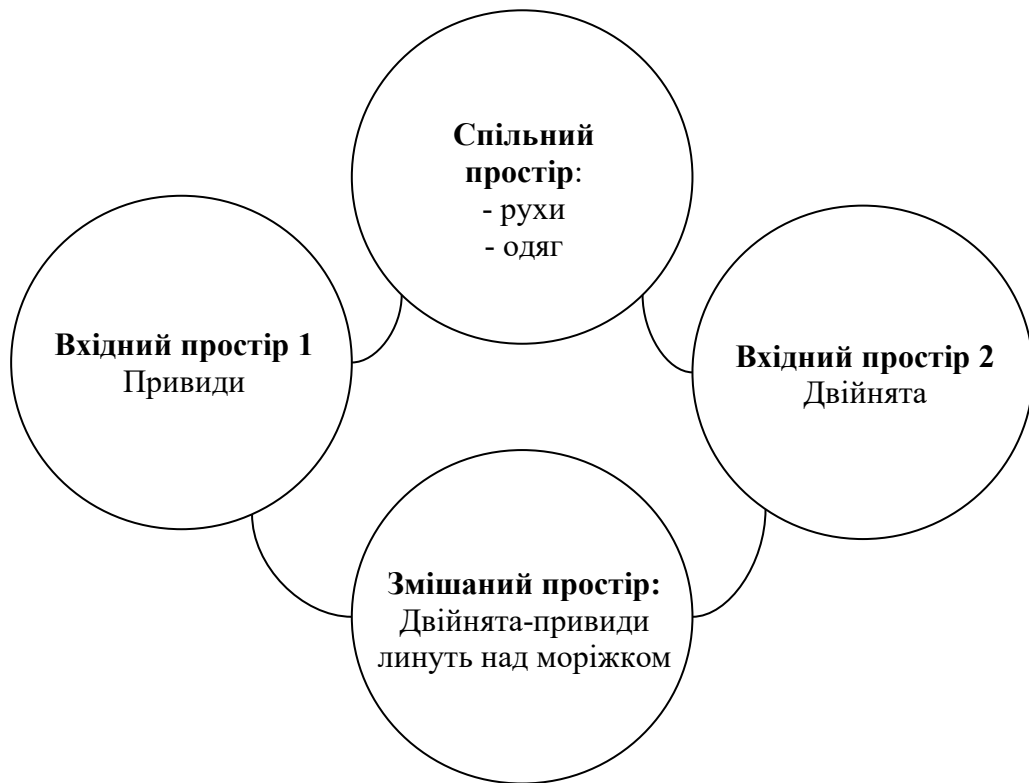 Спільний
простір:
- рухи
- одяг
Вхідний простір 1
Привиди
Вхідний простір 2
Двійнята
Змішаний простір:
Двійнята-привиди
линуть над моріжком